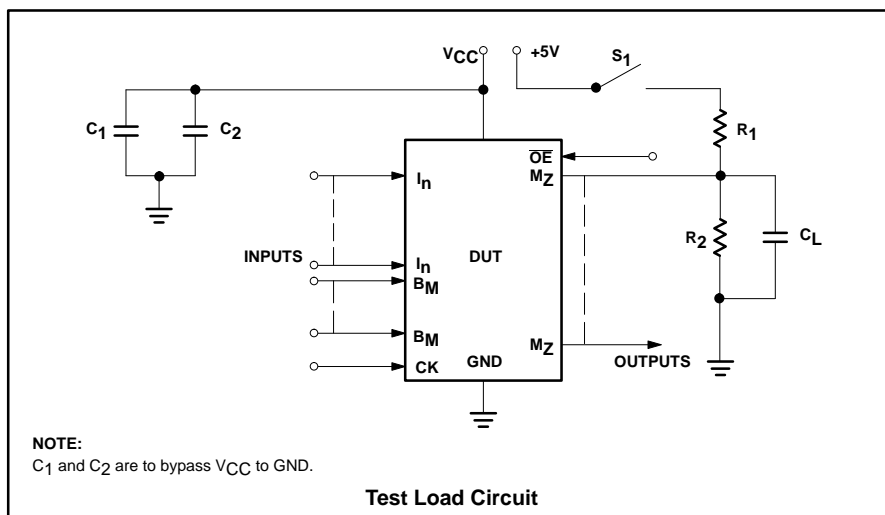 VCC
+5V
S1
C1
C2
R1
OE
In
MZ
R2
CL
INPUTS
DUT
In
BM
BM
MZ
CK
GND
OUTPUTS
NOTE:
C1 and C2 are to bypass VCC to GND.
Test Load Circuit